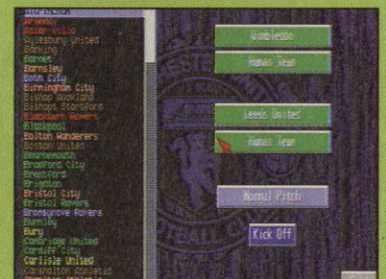 Arsenal
Aston Villa
Aylesbury United
Barking
Barnet
Barnsley
Bath City
Birmingham City
Bishop Auckland
Bishops Stortford
Blackburn Rovers
Blackpool
Bolton Wanderers
Boston United
Bournemouth
Bradford City
Brentford
Brighton
Bristol City
Bristol Rovers
Bromsgrove Rovers
Burnley
Bury
Cambridge United
Cardiff City
Carlisle United
Carshalton Athletic
Wimbledon
Human Team
Leeds United
Human Team
Normal Pitch
Kick Off